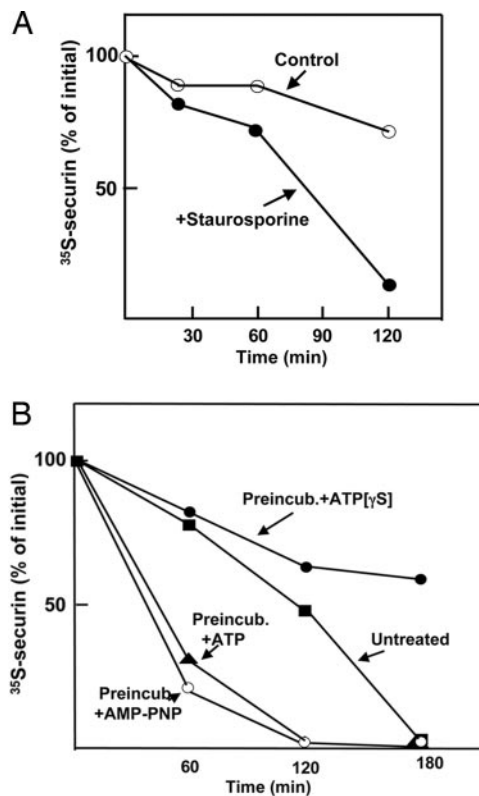 A
100
50
³⁵S-securin (% of initial)
Control
+Staurosporine
30 60 90 120
Time (min)
B
100
50
³⁵S-securin (% of initial)
Preincub.+ATP[γS]
Preincub.
+ATP
Untreated
Preincub.
+AMP-PNP
60 120 180
Time (min)